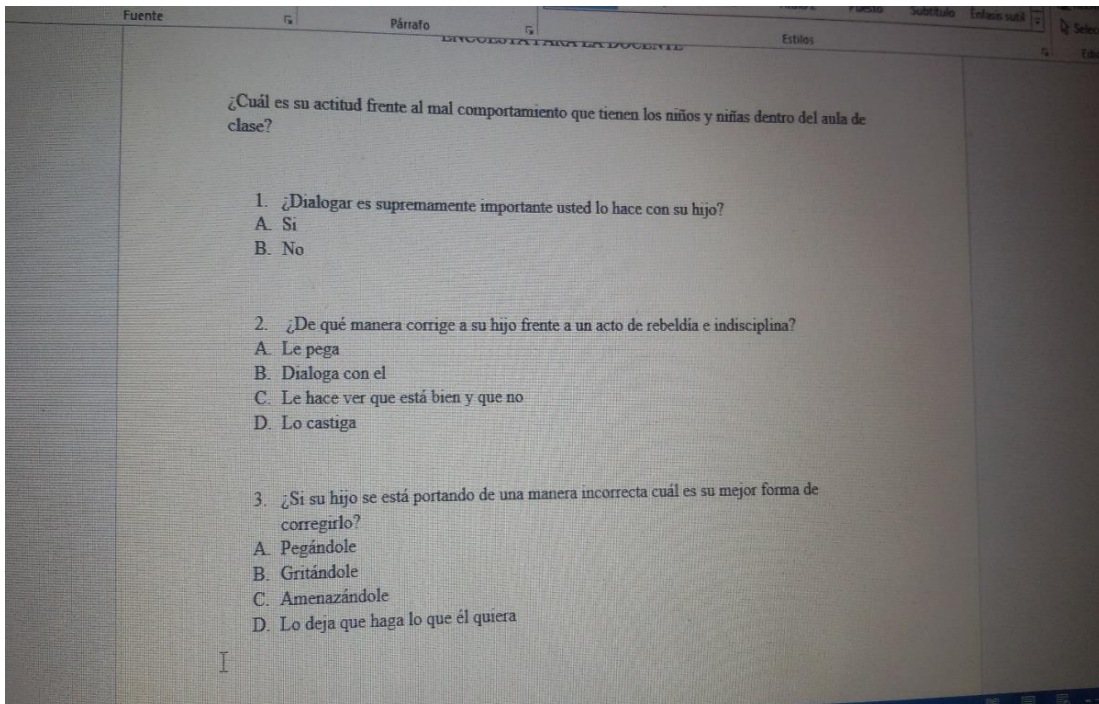 Fuente
Párrafo
Subtítulo Énfasis sutil
Estilos
ENCUESTA PARA LA DOCENTE
¿Cuál es su actitud frente al mal comportamiento que tienen los niños y niñas dentro del aula de
clase?
1. ¿Dialogar es supremamente importante usted lo hace con su hijo?
A. Si
B. No
2. ¿De qué manera corrige a su hijo frente a un acto de rebeldía e indisciplina?
A. Le pega
B. Dialoga con el
C. Le hace ver que está bien y que no
D. Lo castiga
3. ¿Si su hijo se está portando de una manera incorrecta cuál es su mejor forma de
corregirlo?
A. Pegándole
B. Gritándole
C. Amenazándole
D. Lo deja que haga lo que él quiera